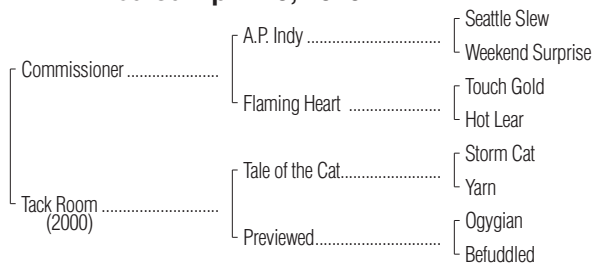 Seattle Slew
A.P. Indy ........................
Weekend Surprise
Commissioner .....................
Touch Gold
Flaming Heart ......................
Hot Lear
Storm Cat
Tale of the Cat........................
Yarn
Tack Room ...........................
(2000)
Ogygian
Previewed..............................
Befuddled